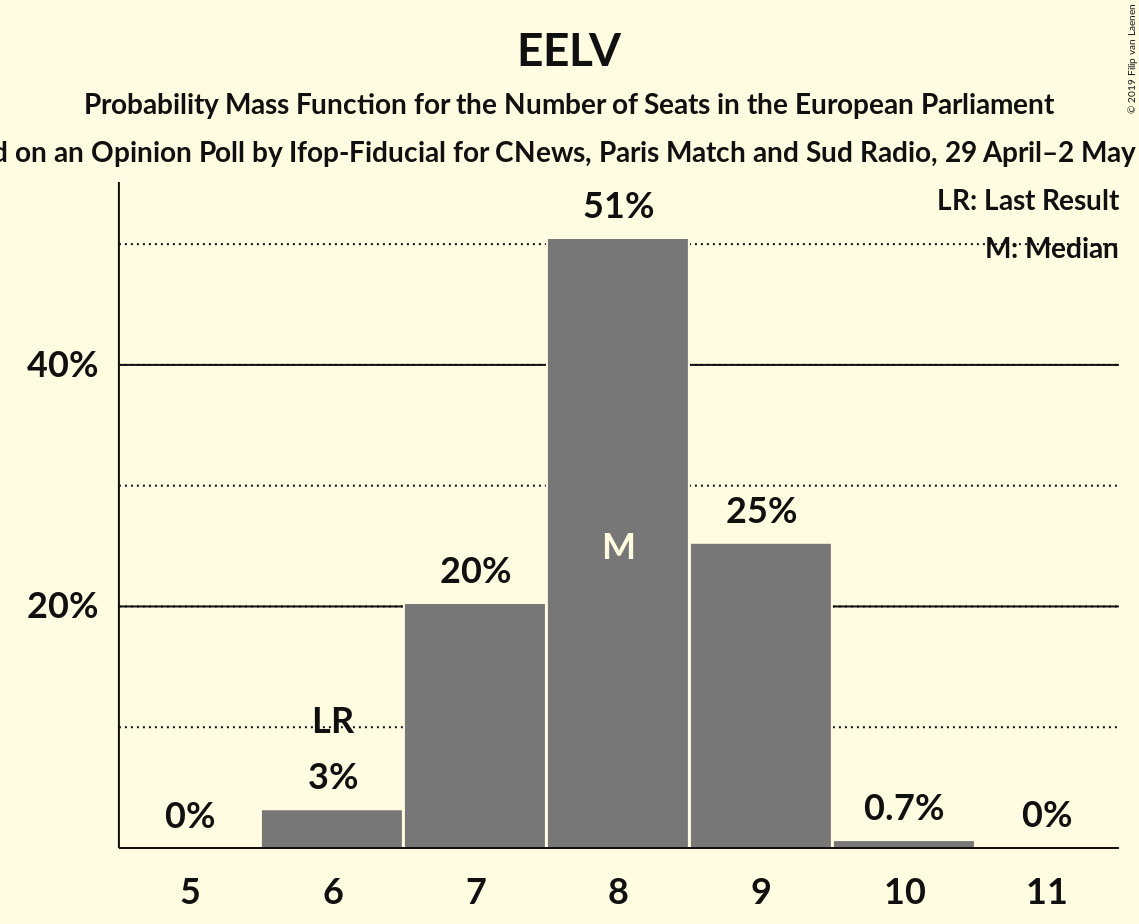 EELV
Probability Mass Function for the Number of Seats in the European Parliament
on an Opinion Poll by Ifop-Fiducial for CNews, Paris Match and Sud Radio, 29 April–2 May
© 2019 Filip van Laenen
LR: Last Result
M: Median
51%
40%
25%
M
20%
20%
LR
3%
0%
0.7%
0%
5 6 7 8 9 10 11